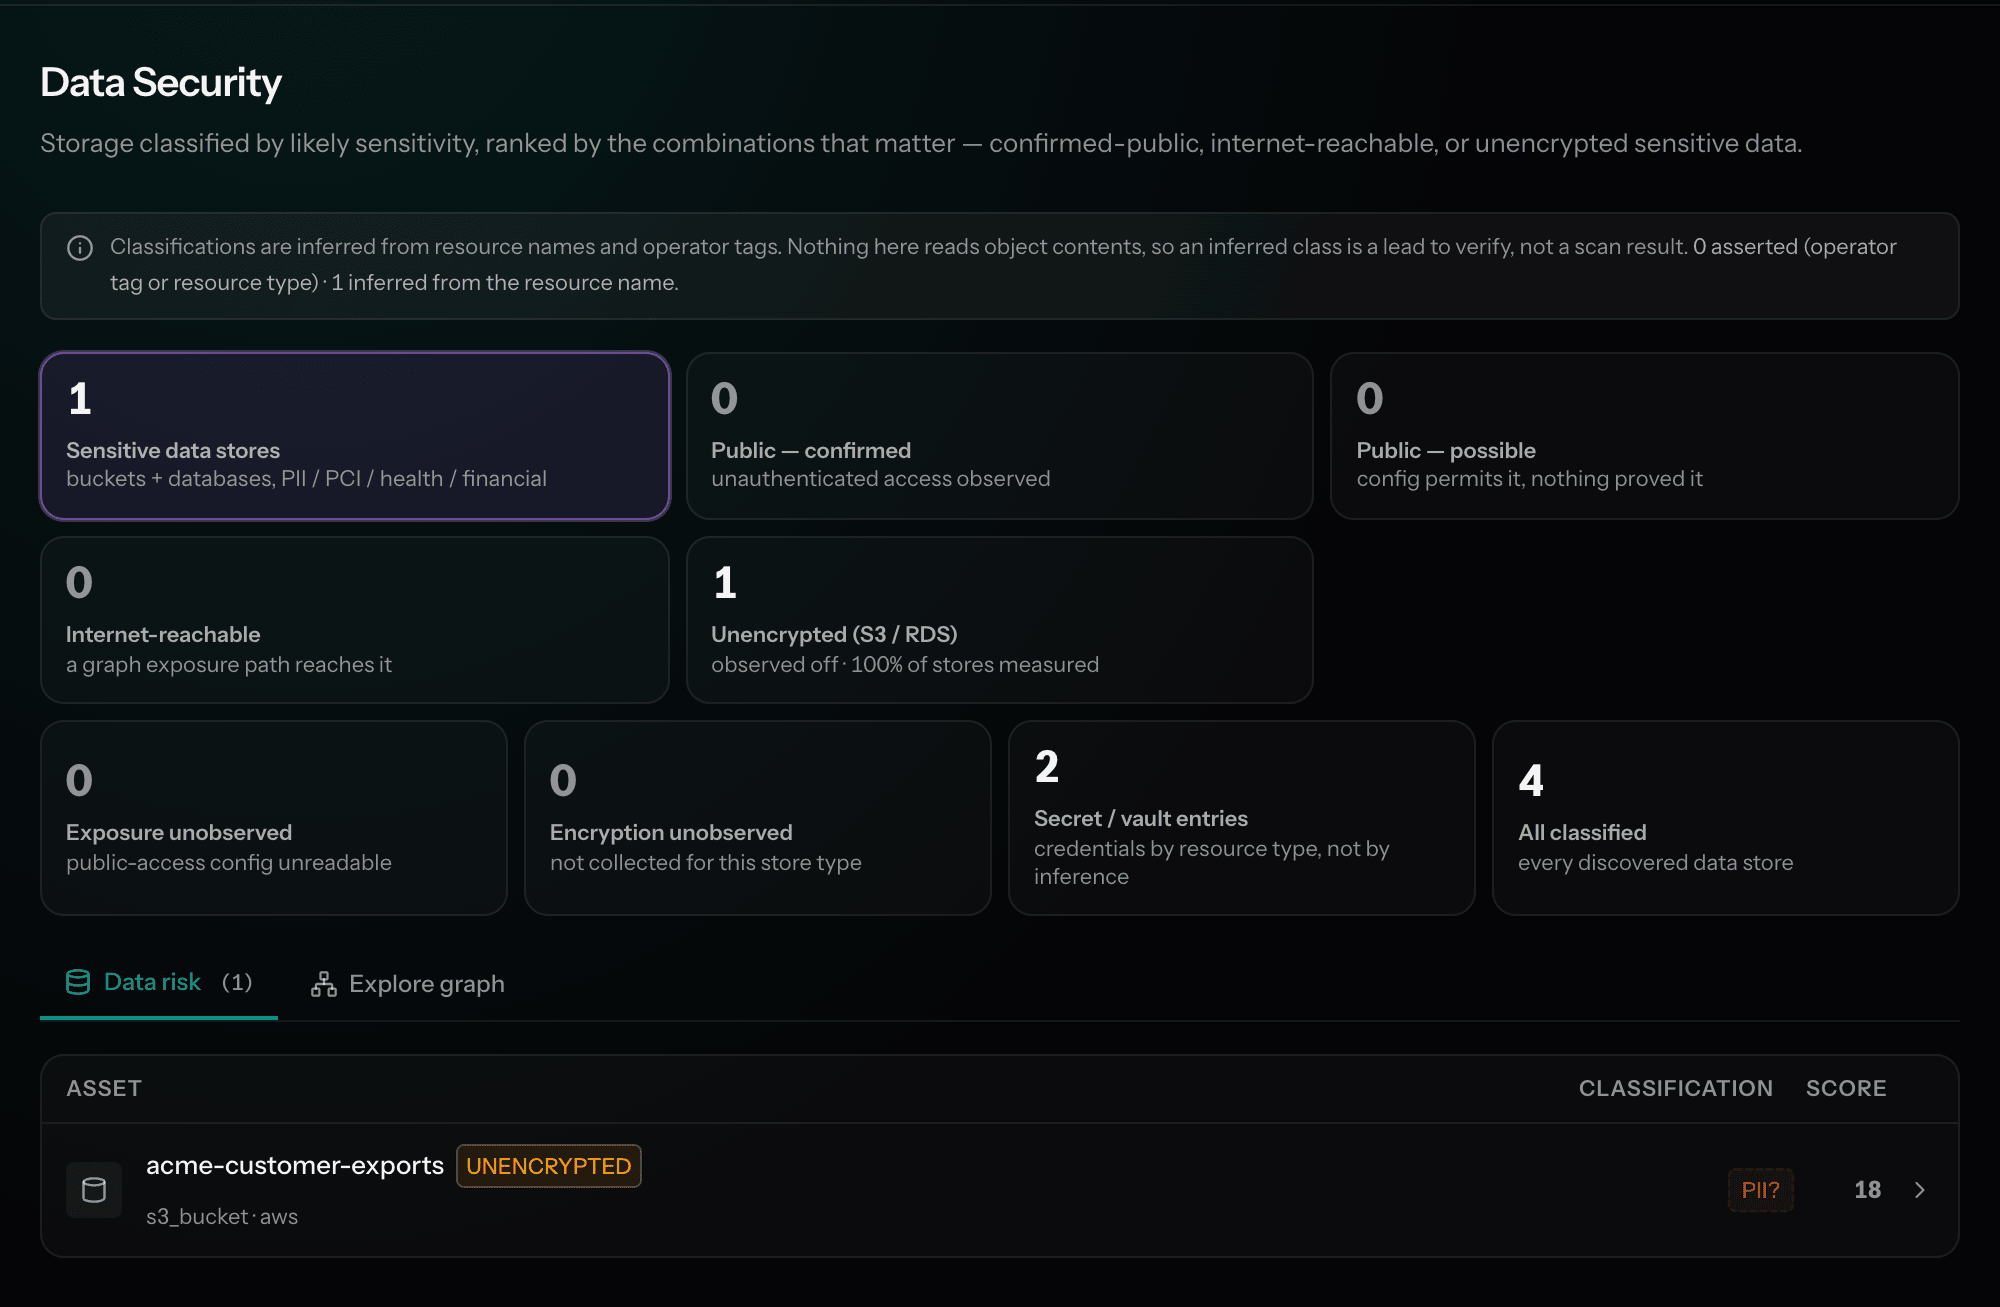 Data Security
Storage classified by likely sensitivity, ranked by the combinations that matter — confirmed-public, internet-reachable, or unencrypted sensitive data.
Classifications are inferred from resource names and operator tags. Nothing here reads object contents, so an inferred class is a lead to verify, not a scan result. 0 asserted (operator
tag or resource type) · 1 inferred from the resource name.
1
Sensitive data stores
buckets + databases, PII / PCI / health / financial
0
Public — confirmed
unauthenticated access observed
0
Public — possible
config permits it, nothing proved it
0
Internet-reachable
a graph exposure path reaches it
1
Unencrypted (S3 / RDS)
observed off · 100% of stores measured
0
Exposure unobserved
public-access config unreadable
0
Encryption unobserved
not collected for this store type
2
Secret / vault entries
credentials by resource type, not by
inference
4
All classified
every discovered data store
Data risk (1)
Explore graph
ASSET
CLASSIFICATION
SCORE
acme-customer-exports UNENCRYPTED
s3_bucket · aws
PII?
18